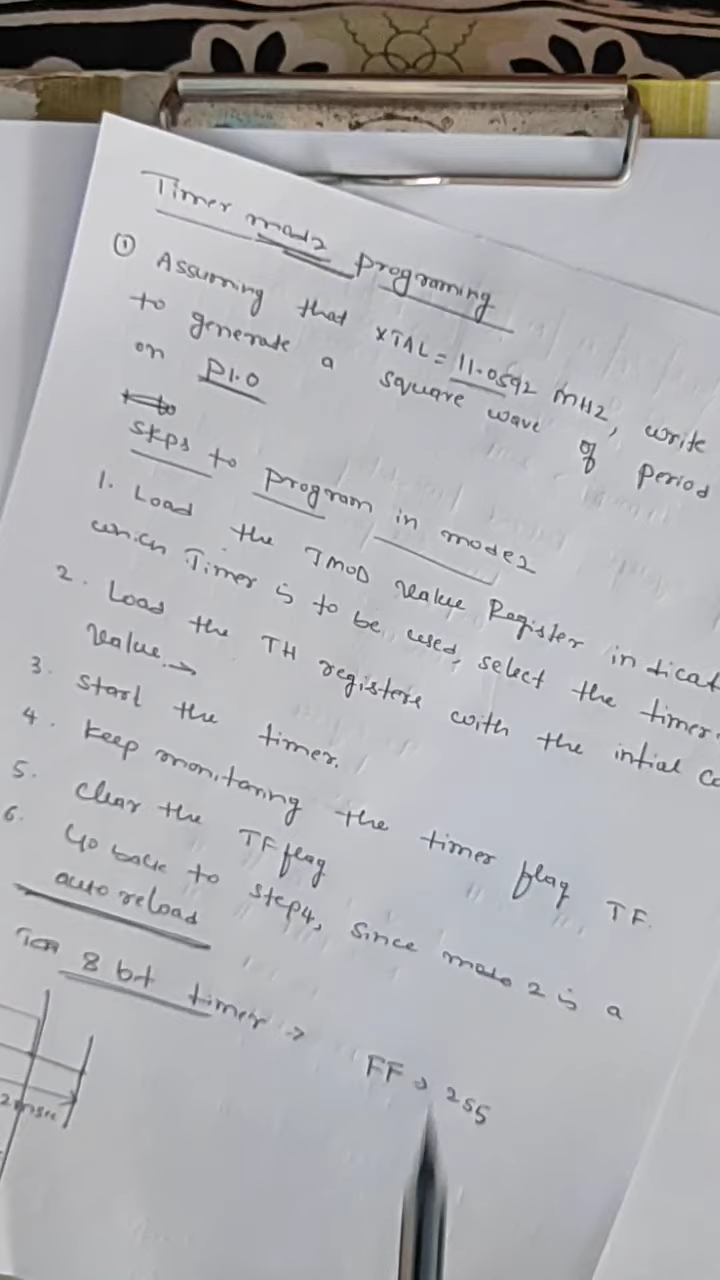 Timer mode2 programing
① Assuming that XTAL = 11.0592 MHz, write
to generate a square wave of period
on P1.0
Steps to program in mode2
1. Load the TMOD value Register indicat
which Timer is to be used, select the timer
2. Load the TH registers with the intial co
value. →
3. Start the timer.
4. Keep monitaring the timer flag TF
5. Clear the TF flag
6. Go back to step4, since mode 2 is a
auto reload
8 bit timer → FF → 255
2msec